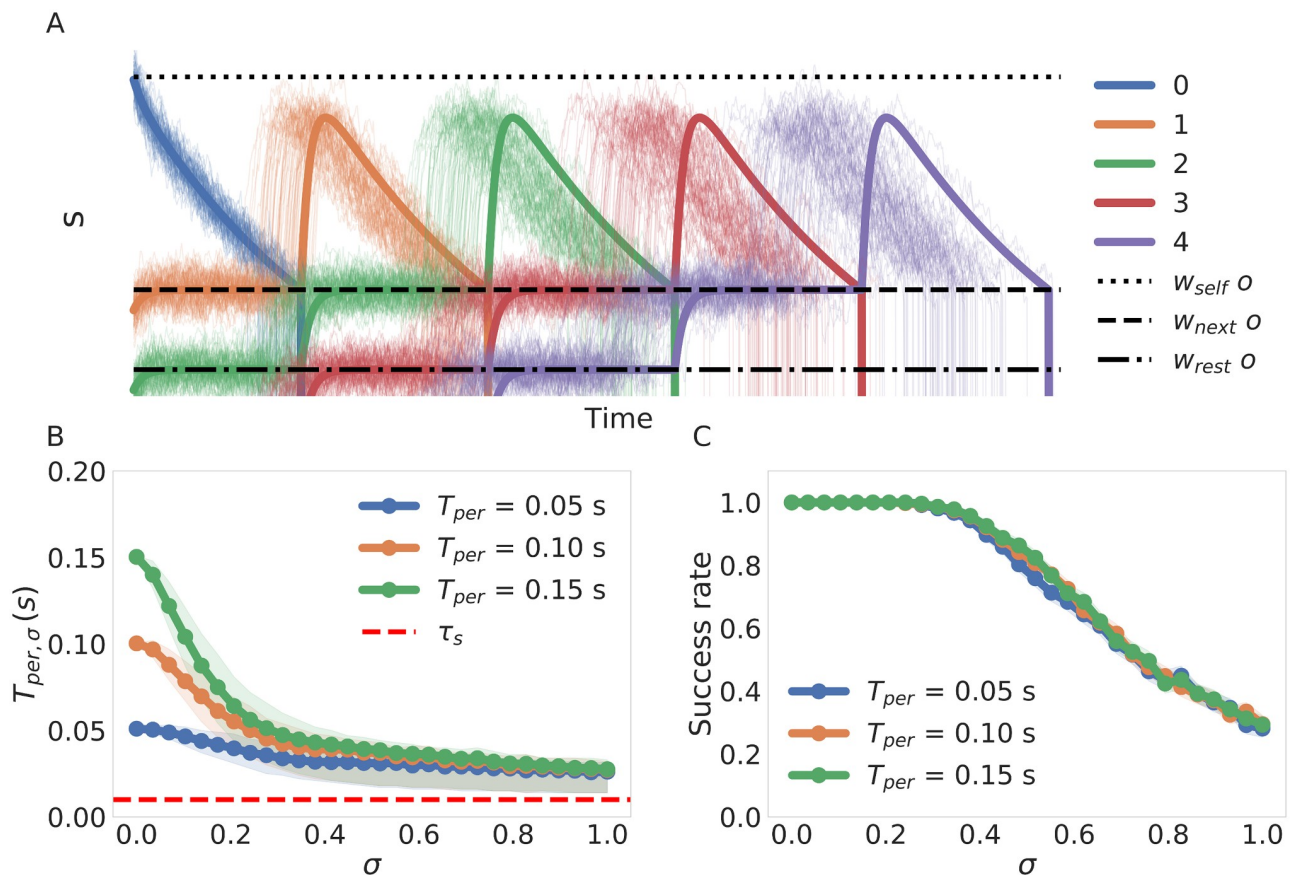 A
s
Time
0
1
2
3
4
w_self o
w_next o
w_rest o
B
T_per, σ (s)
0.20
0.15
0.10
0.05
0.00
T_per = 0.05 s
T_per = 0.10 s
T_per = 0.15 s
τ_s
0.0 0.2 0.4 0.6 0.8 1.0
σ
C
Success rate
1.0
0.8
0.6
0.4
0.2
0.0
T_per = 0.05 s
T_per = 0.10 s
T_per = 0.15 s
0.0 0.2 0.4 0.6 0.8 1.0
σ